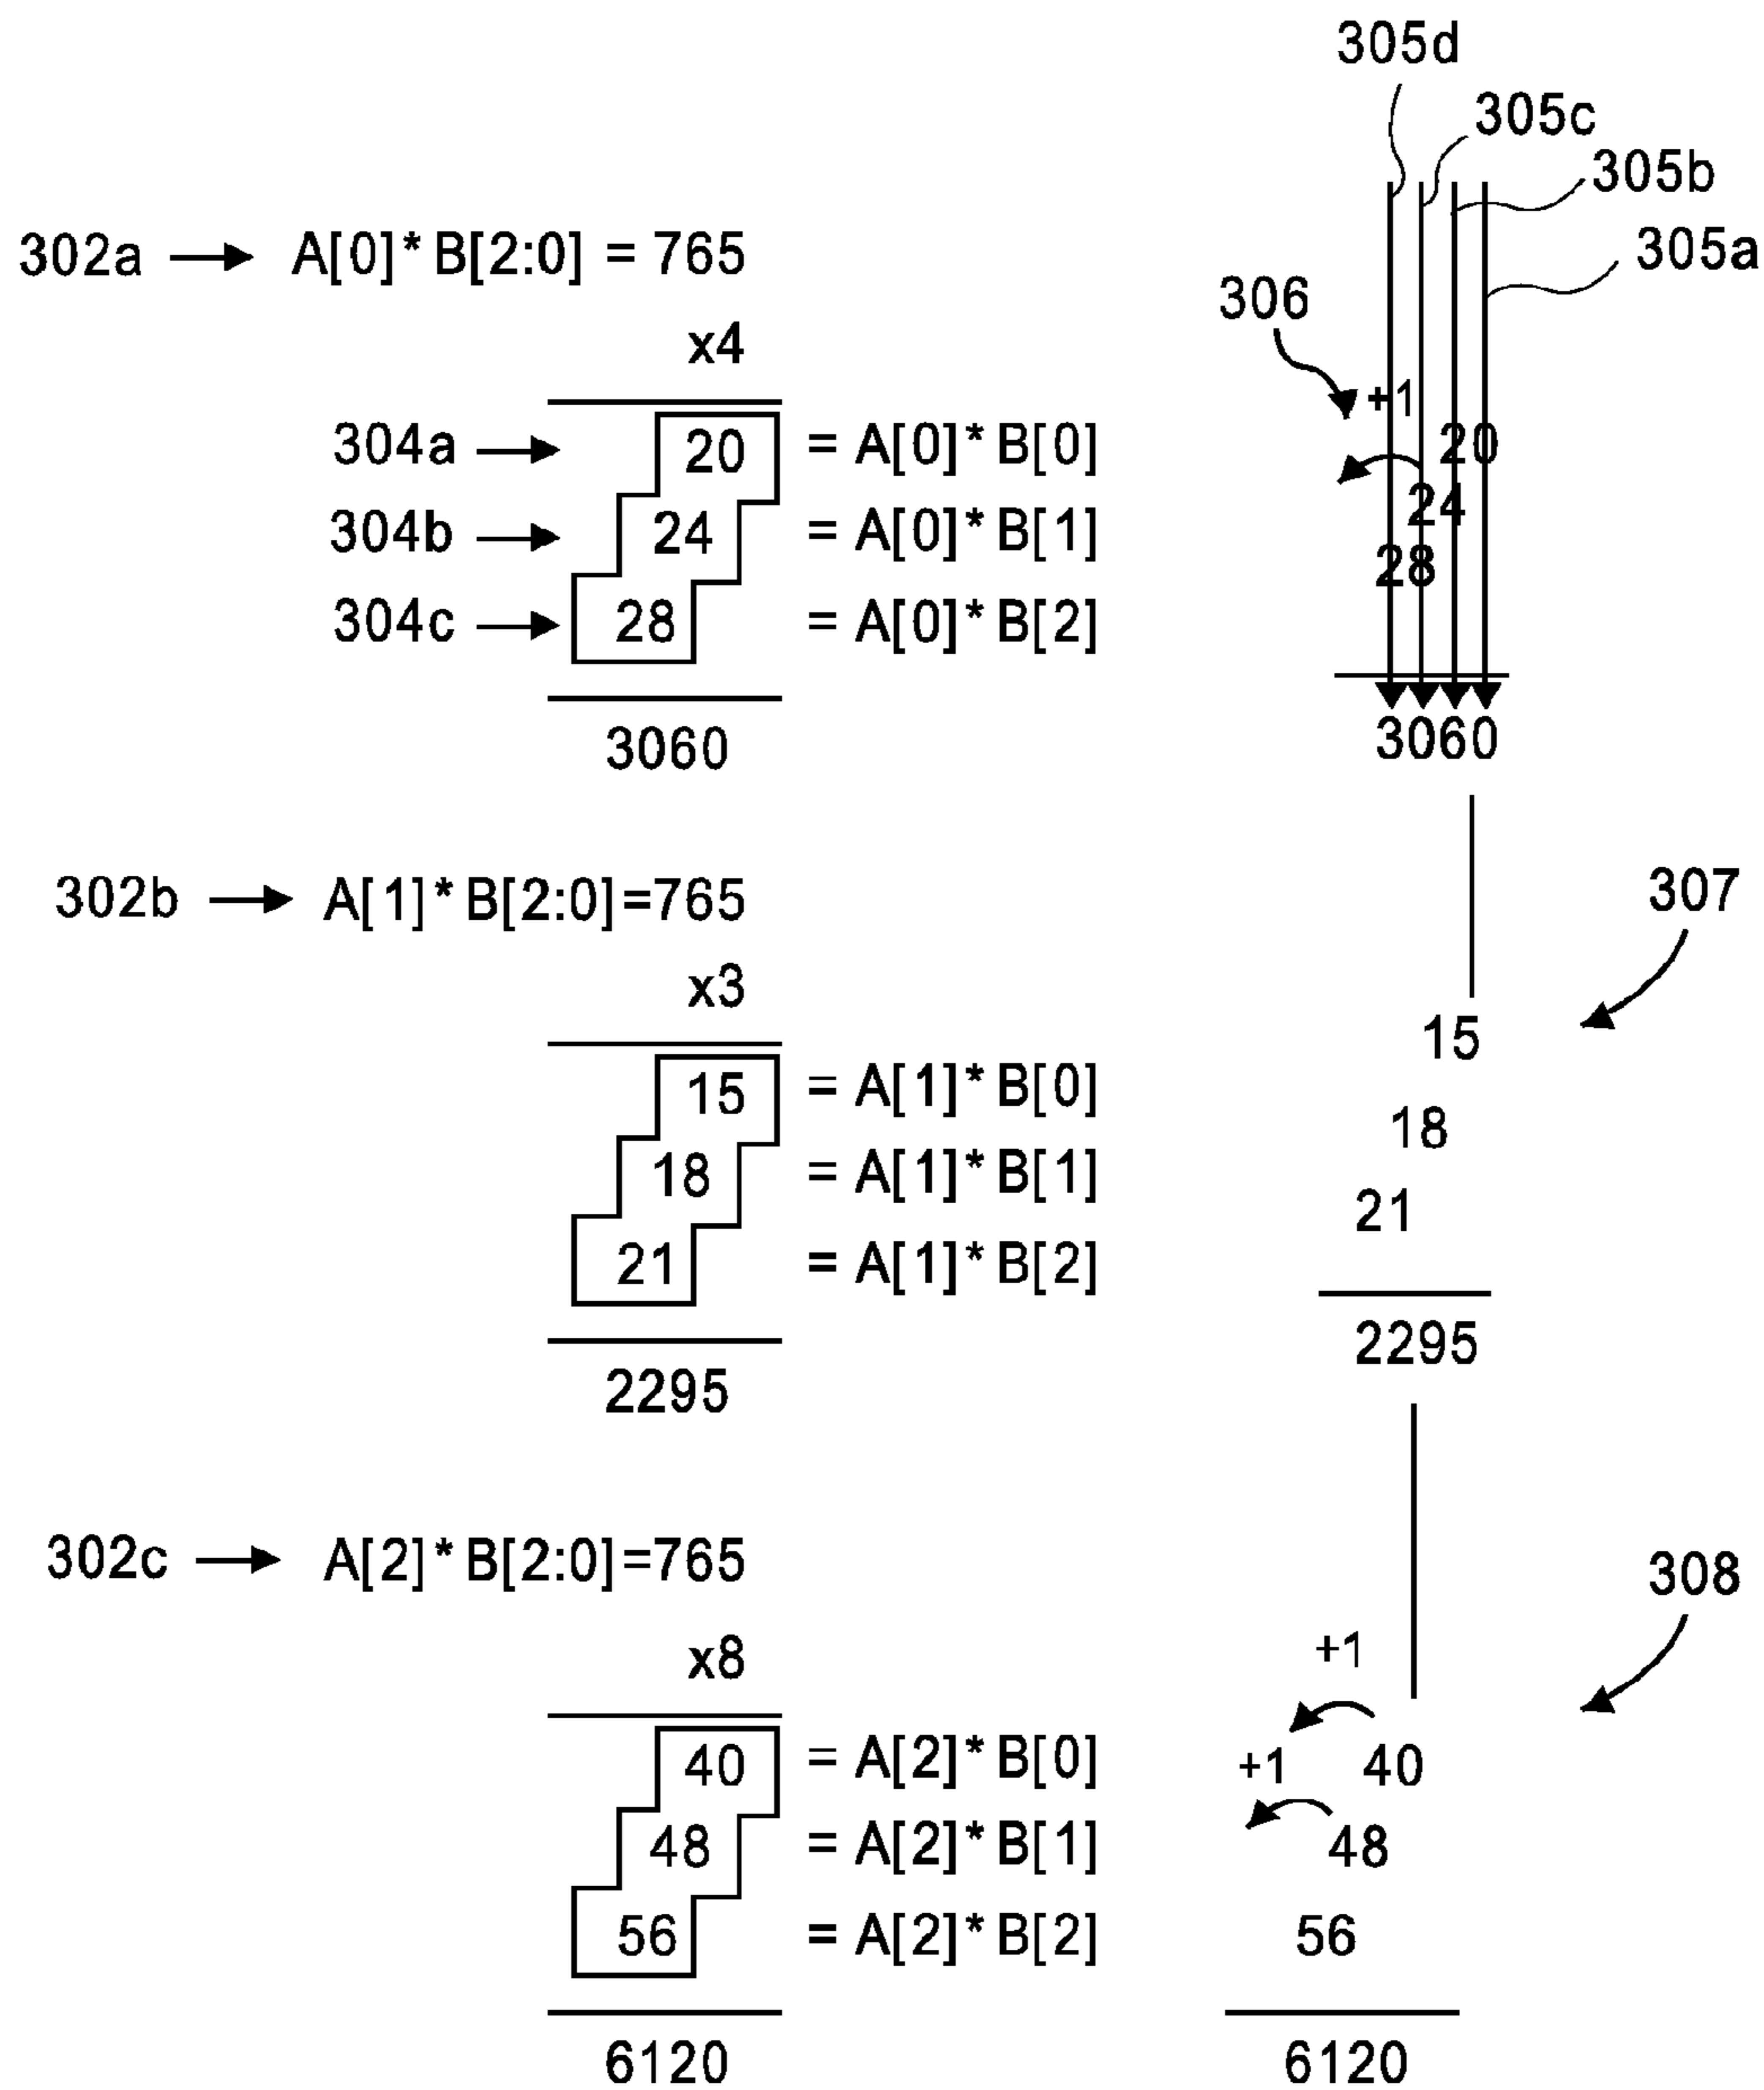 305d
305c
305b
305a
302a A[0]*B[2:0] = 765
306
x4
+1
304a 20 = A[0]*B[0]
20
304b 24 = A[0]*B[1]
24
304c 28 = A[0]*B[2]
28
3060
3060
302b A[1]*B[2:0]=765
307
x3
15
15 = A[1]*B[0]
18
18 = A[1]*B[1]
21
21 = A[1]*B[2]
2295
2295
302c A[2]*B[2:0]=765
308
x8
+1
40 = A[2]*B[0]
+1 40
48 = A[2]*B[1]
48
56 = A[2]*B[2]
56
6120
6120